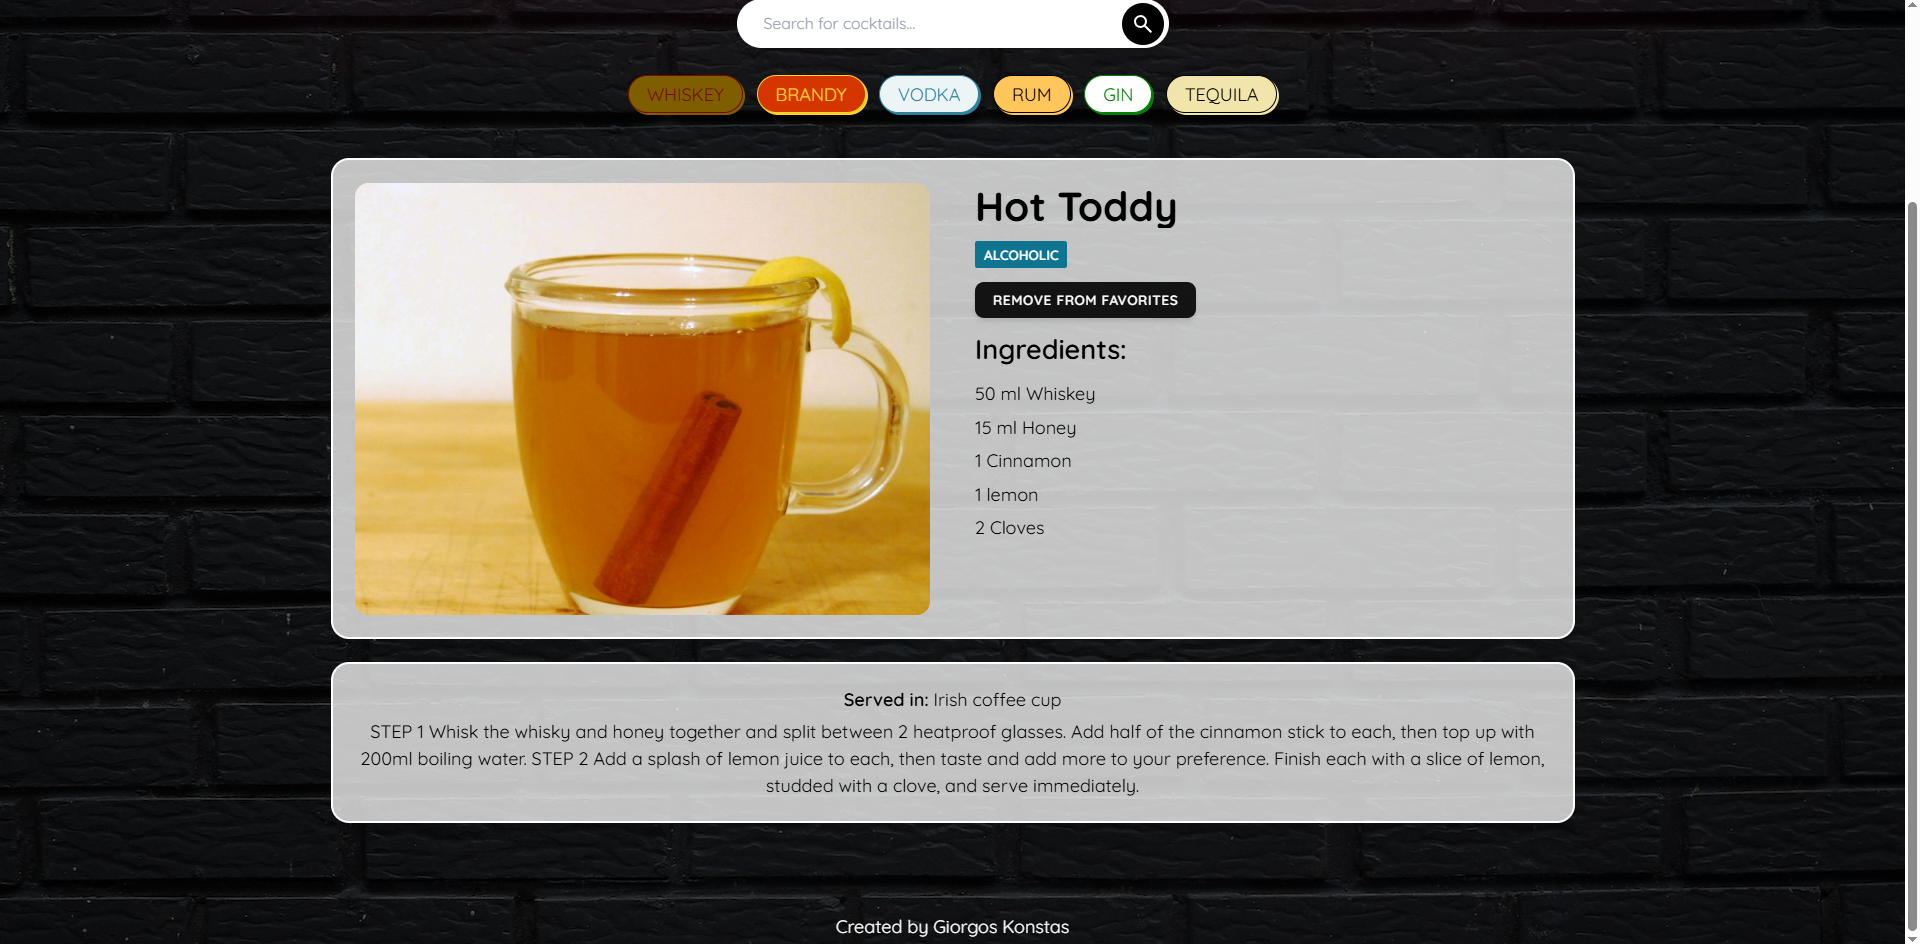 Search for cocktails...
WHISKEY BRANDY VODKA RUM GIN TEQUILA
Hot Toddy
ALCOHOLIC
REMOVE FROM FAVORITES
Ingredients:
50 ml Whiskey
15 ml Honey
1 Cinnamon
1 lemon
2 Cloves
Served in: Irish coffee cup
STEP 1 Whisk the whisky and honey together and split between 2 heatproof glasses. Add half of the cinnamon stick to each, then top up with
200ml boiling water. STEP 2 Add a splash of lemon juice to each, then taste and add more to your preference. Finish each with a slice of lemon,
studded with a clove, and serve immediately.
Created by Giorgos Konstas